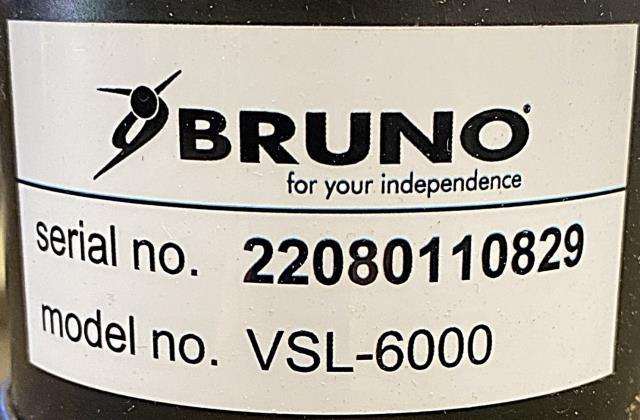 BRUNO
for your independence
serial no. 22080110829
model no. VSL-6000